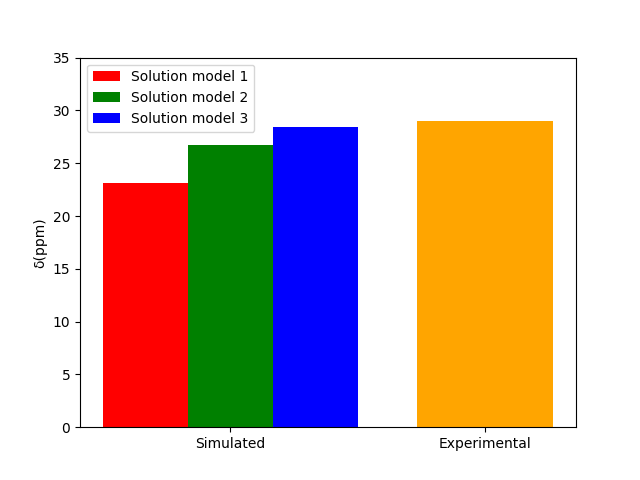 35
30
25
20
15
10
5
0
δ(ppm)
Solution model 1
Solution model 2
Solution model 3
Simulated
Experimental